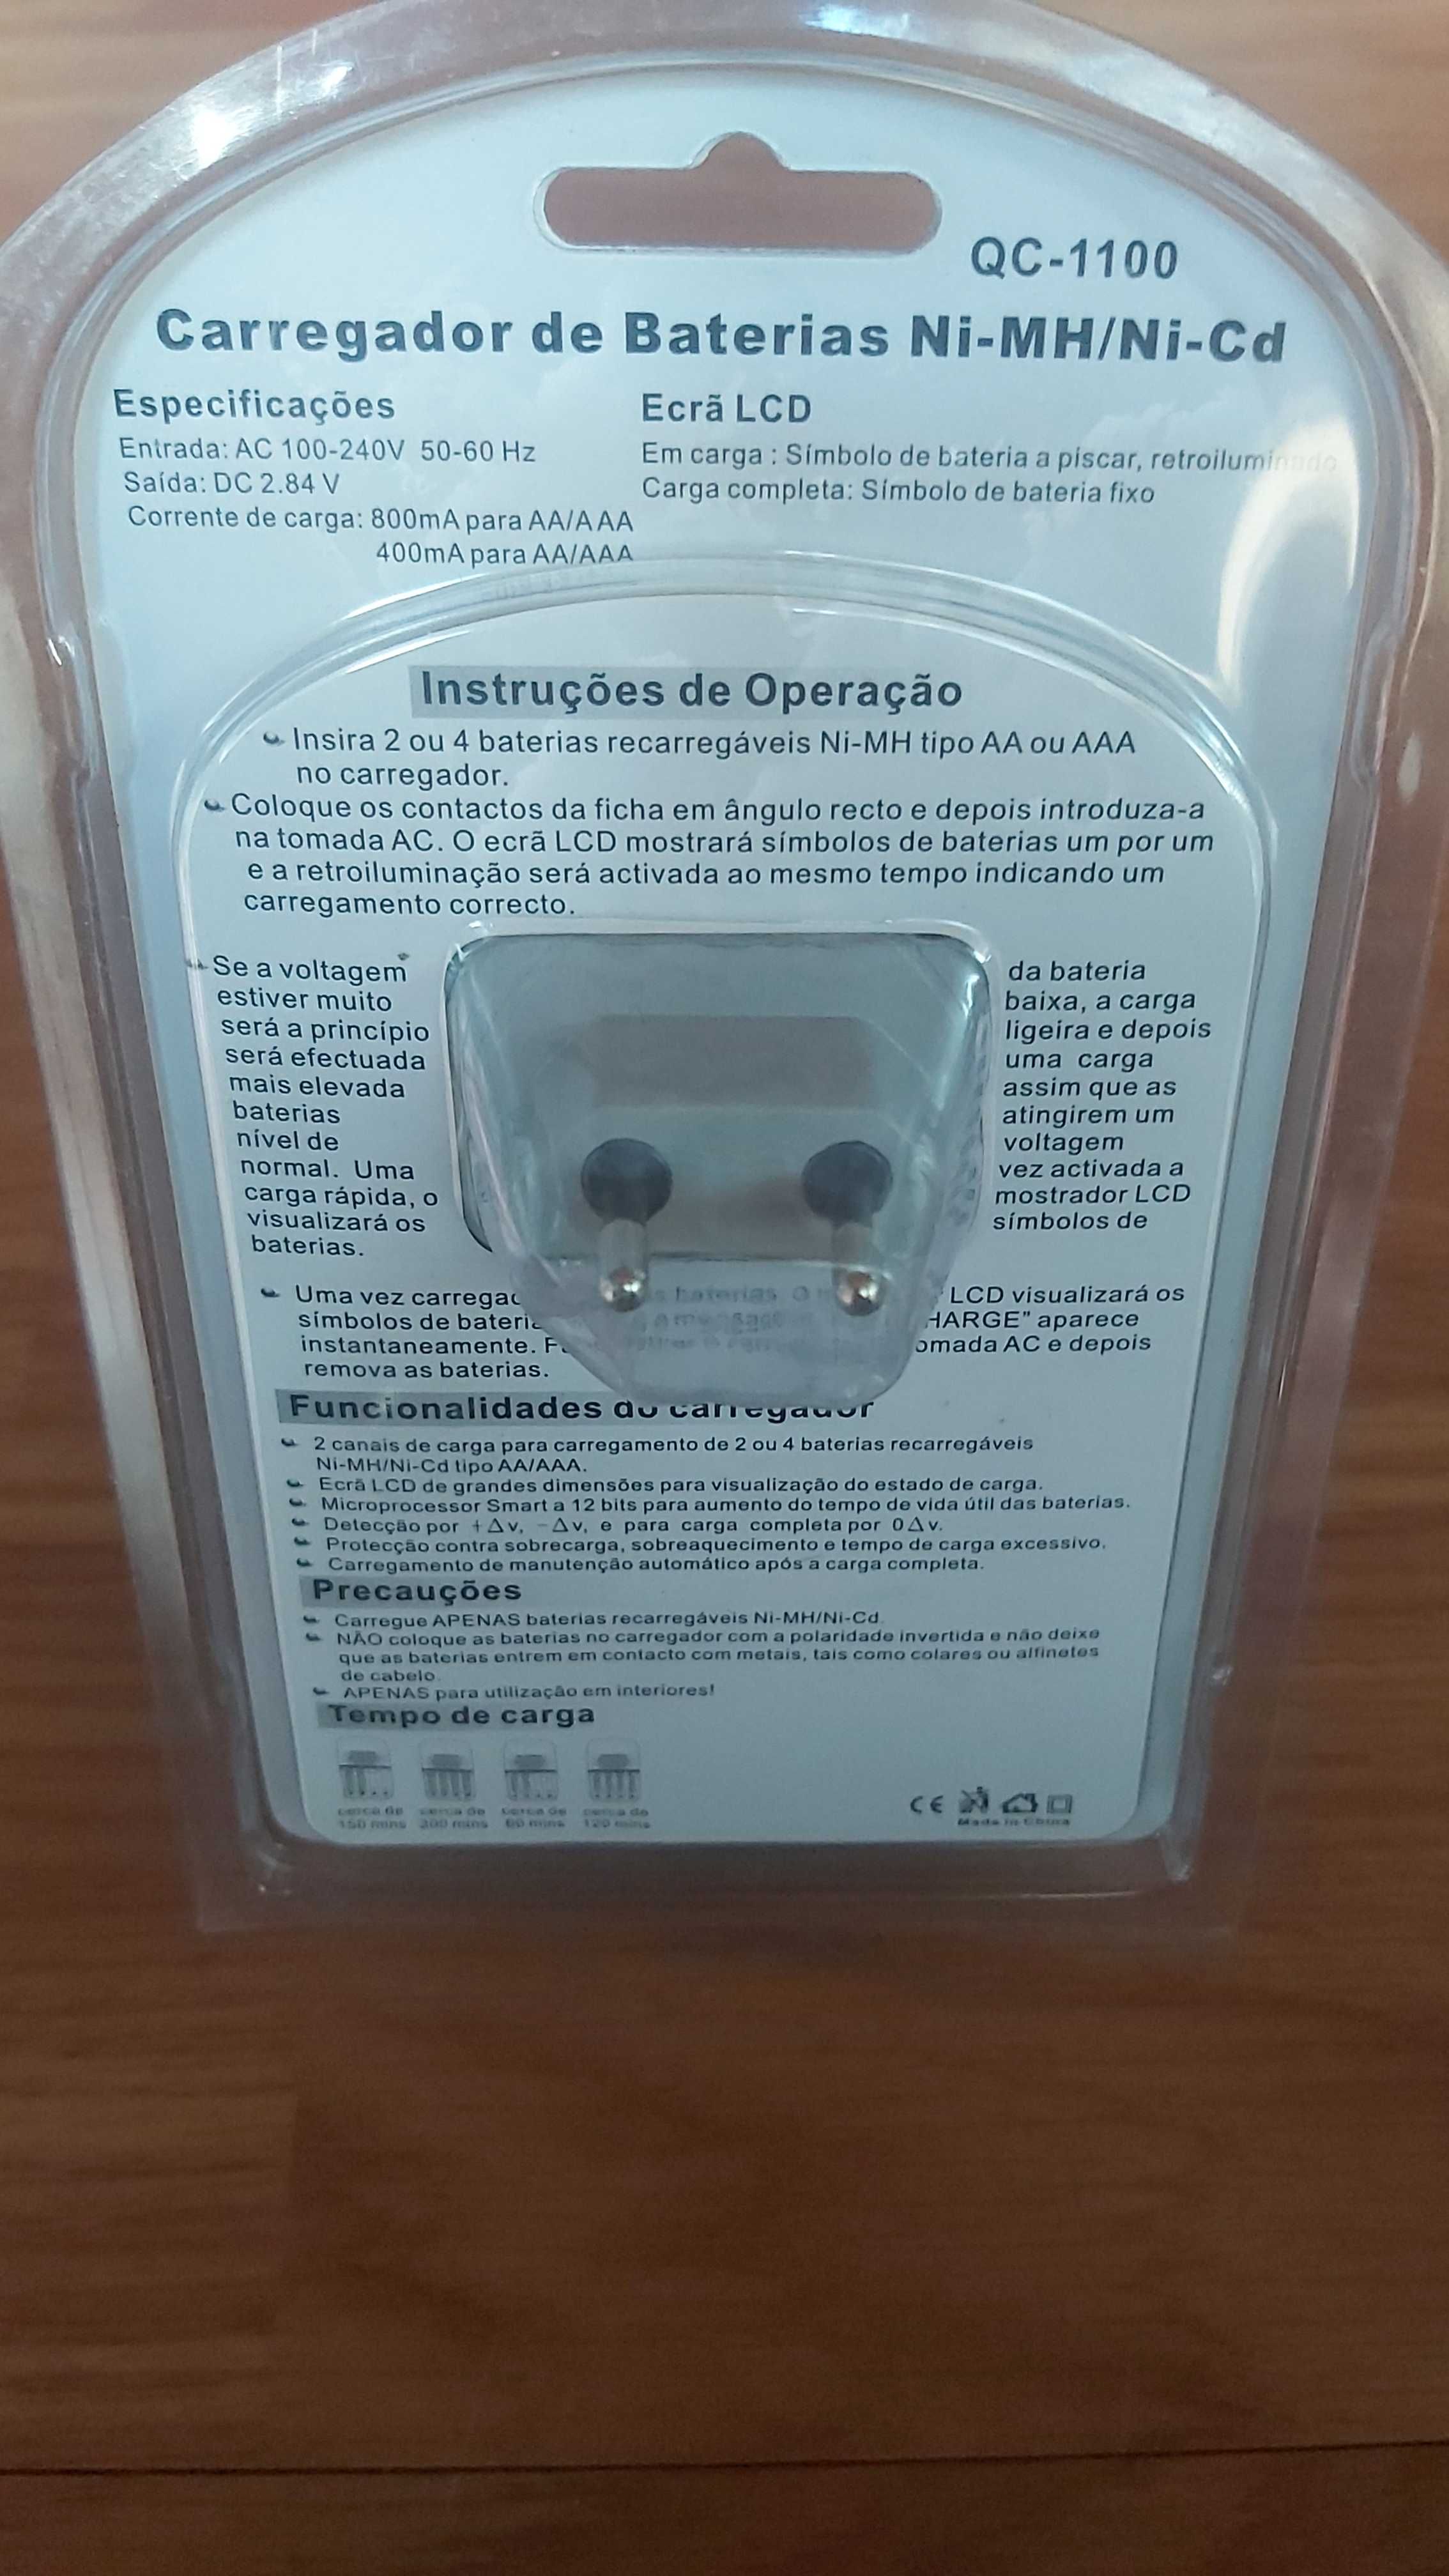 QC-1100
Carregador de Baterias Ni-MH/Ni-Cd
Especificações
Entrada: AC 100-240V 50-60 Hz
Saída: DC 2.84 V
Corrente de carga: 800mA para AA/AAA
400mA para AA/AAA
Ecrã LCD
Em carga : Símbolo de bateria a piscar, retroiluminado
Carga completa: Símbolo de bateria fixo
Instruções de Operação
Insira 2 ou 4 baterias recarregáveis Ni-MH tipo AA ou AAA
no carregador.
Coloque os contactos da ficha em ângulo recto e depois introduza-a
na tomada AC. O ecrã LCD mostrará símbolos de baterias um por um
e a retroiluminação será activada ao mesmo tempo indicando um
carregamento correcto.
Se a voltagem da bateria
estiver muito baixa, a carga
será a princípio ligeira e depois
será efectuada uma carga
mais elevada assim que as
baterias atingirem um
nível de voltagem
normal. Uma vez activada a
carga rápida, o mostrador LCD
visualizará os símbolos de
baterias.
Uma vez baterias O LCD visualizará os
símbolos de aparece
instantaneamente. AC e depois
remova as baterias.
Funcionalidades do carregador
2 canais de carga para carregamento de 2 ou 4 baterias recarregáveis
Ni-MH/Ni-Cd tipo AA/AAA.
Ecrã LCD de grandes dimensões para visualização do estado de carga.
Microprocessor Smart a 12 bits para aumento do tempo de vida útil das baterias.
Detecção por +Δv, -Δv, e para carga completa por 0Δv.
Protecção contra sobrecarga, sobreaquecimento e tempo de carga excessivo.
Carregamento de manutenção automático após a carga completa.
Precauções
Carregue APENAS baterias recarregáveis Ni-MH/Ni-Cd.
NÃO coloque as baterias no carregador com a polaridade invertida e não deixe
que as baterias entrem em contacto com metais, tais como colares ou alfinetes
de cabelo.
APENAS para utilização em interiores!
Tempo de carga
cerca de cerca de cerca de cerca de
150 mins 300 mins 60 mins 120 mins
CE
Made in China